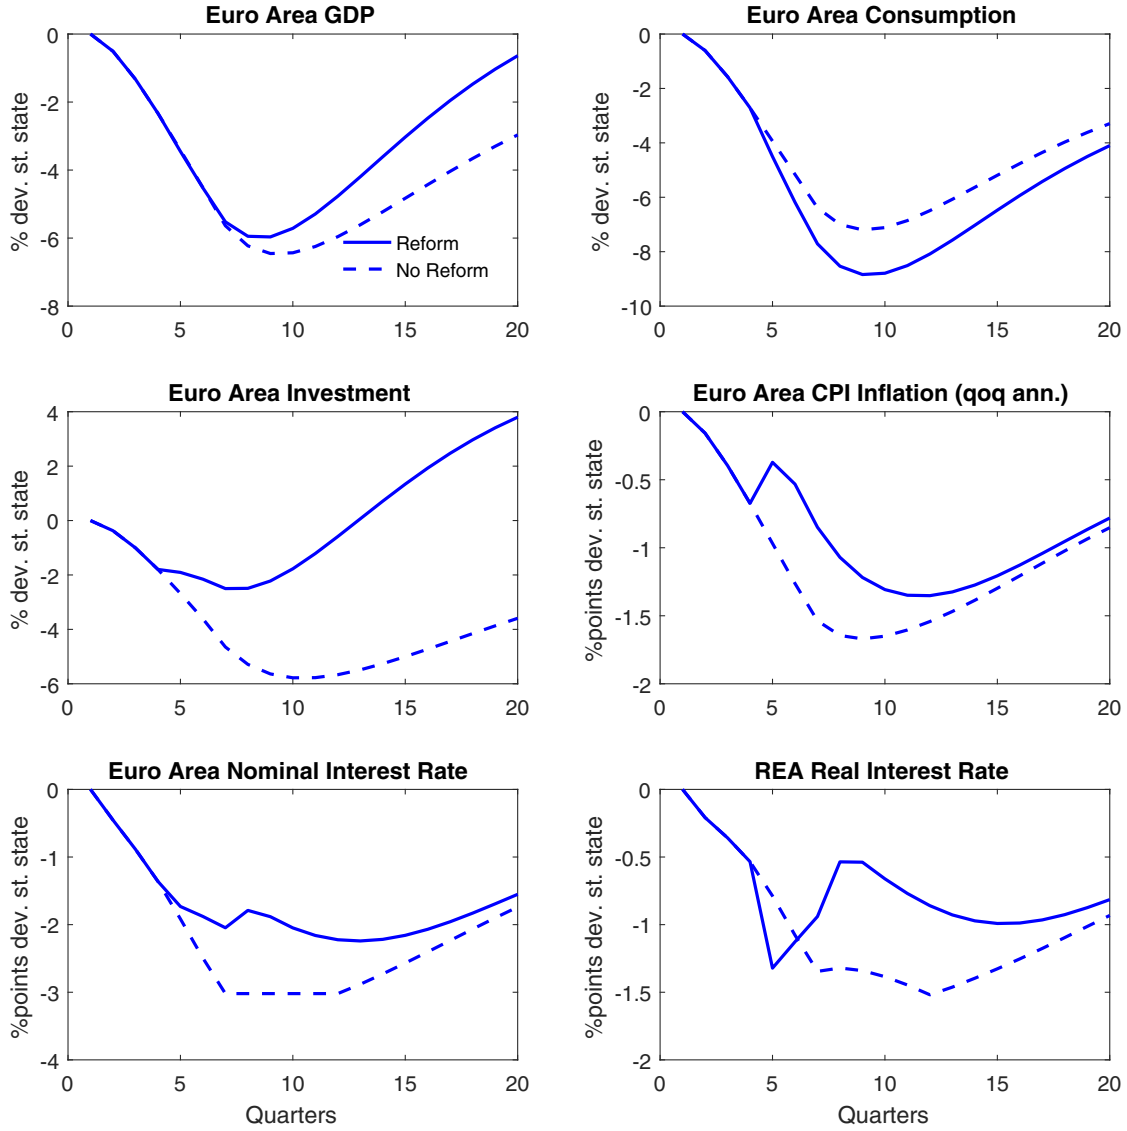 Euro Area GDP
% dev. st. state
0
-2
-4
-6
-8
0 5 10 15 20
Reform
No Reform
Euro Area Consumption
% dev. st. state
0
-2
-4
-6
-8
-10
0 5 10 15 20
Euro Area Investment
% dev. st. state
4
2
0
-2
-4
-6
0 5 10 15 20
Euro Area CPI Inflation (qoq ann.)
%points dev. st. state
0
-0.5
-1
-1.5
-2
0 5 10 15 20
Euro Area Nominal Interest Rate
%points dev. st. state
0
-1
-2
-3
-4
0 5 10 15 20
Quarters
REA Real Interest Rate
%points dev. st. state
0
-0.5
-1
-1.5
-2
0 5 10 15 20
Quarters